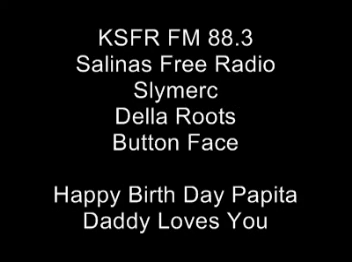 KSFR FM 88.3
Salinas Free Radio
Slymerc
Della Roots
Button Face
Happy Birth Day Papita
Daddy Loves You